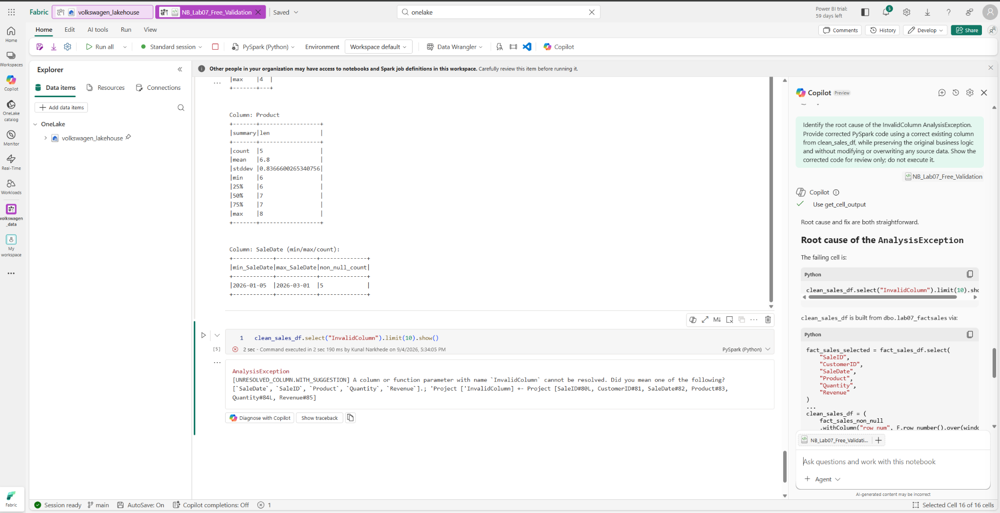 Fabric
volkswagen_lakehouse
NB_Lab07_Free_Validation
Saved
onelake
Power BI trial:
59 days left
5
Home
Edit
AI tools
Run
View
Comments
History
Develop
Share
Run all
Standard session
PySpark (Python)
Environment
Workspace default
Data Wrangler
Copilot
Home
Workspaces
Copilot
OneLake
catalog
Monitor
Real-Time
Workloads
volkswagen
_data
My
workspace
Fabric
Explorer
Data items
Resources
Connections
Add data items
OneLake
volkswagen_lakehouse
Other people in your organization may have access to notebooks and Spark job definitions in this workspace. Carefully review this item before running it.
|max    |4  |
+-------+---+
Column: Product
+-------+------------------+
|summary|len               |
+-------+------------------+
|count  |5                 |
|mean   |6.8               |
|stddev |0.8366600265340756|
|min    |6                 |
|25%    |6                 |
|50%    |7                 |
|75%    |7                 |
|max    |8                 |
+-------+------------------+
Column: SaleDate (min/max/count):
+------------+------------+--------------+
|min_SaleDate|max_SaleDate|non_null_count|
+------------+------------+--------------+
|2026-01-05  |2026-03-01  |5             |
+------------+------------+--------------+
M↓
1 clean_sales_df.select("InvalidColumn").limit(10).show()
[5]
2 sec - Command executed in 2 sec 190 ms by Kunal Narkhede on 9/4/2026, 5:34:05 PM
PySpark (Python)
AnalysisException
[UNRESOLVED_COLUMN.WITH_SUGGESTION] A column or function parameter with name `InvalidColumn` cannot be resolved. Did you mean one of the following?
[`SaleDate`, `SaleID`, `Product`, `Quantity`, `Revenue`].; 'Project ['InvalidColumn] +- Project [SaleID#80L, CustomerID#81, SaleDate#82, Product#83,
Quantity#84L, Revenue#85]
Diagnose with Copilot
Show traceback
Copilot Preview
Identify the root cause of the InvalidColumn AnalysisException.
Provide corrected PySpark code using a correct existing column
from clean_sales_df, while preserving the original business logic
and without modifying or overwriting any source data. Show the
corrected code for review only; do not execute it.
NB_Lab07_Free_Validation
Copilot
Use get_cell_output
Root cause and fix are both straightforward.
Root cause of the AnalysisException
The failing cell is:
Python
clean_sales_df.select("InvalidColumn").limit(10).sho
clean_sales_df is built from dbo.lab07_factsales via:
Python
fact_sales_selected = fact_sales_df.select(
"SaleID",
"CustomerID",
"SaleDate",
"Product",
"Quantity",
"Revenue"
)
...
clean_sales_df = (
fact_sales_non_null
.withColumn("row_num", F.row_number().over(windo
NB_Lab07_Free_Validati...
Ask questions and work with this notebook
Agent
AI-generated content may be incorrect
Session ready
main
AutoSave: On
Copilot completions: Off
1
Selected Cell 16 of 16 cells